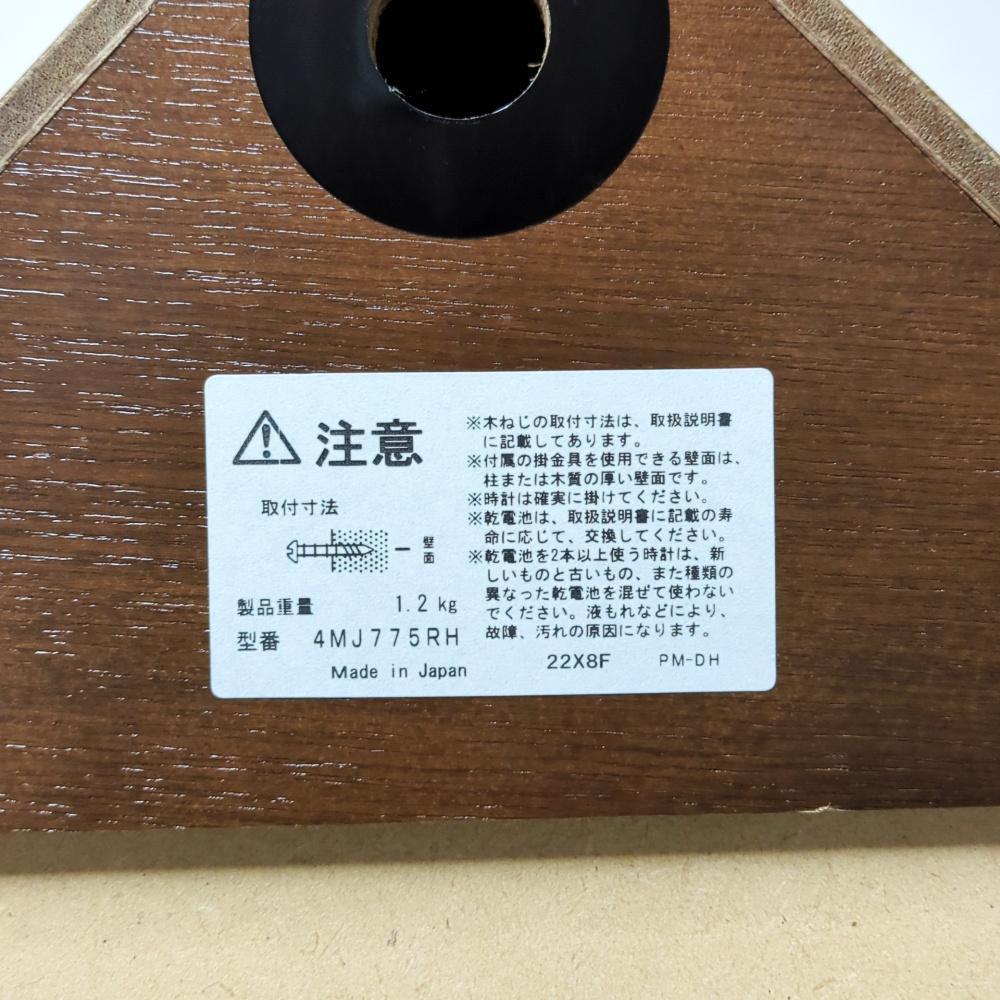 注意
取付寸法
壁面
製品重量 1.2 kg
型番 4MJ775RH
Made in Japan
※木ねじの取付寸法は、取扱説明書
に記載してあります。
※付属の掛金具を使用できる壁面は、
柱または木質の厚い壁面です。
※時計は確実に掛けてください。
※乾電池は、取扱説明書に記載の寿
命に応じて、交換してください。
※乾電池を2本以上使う時計は、新
しいものと古いもの、また種類の
異なった乾電池を混ぜて使わない
でください。液もれなどにより、
故障、汚れの原因になります。
22X8F PM-DH